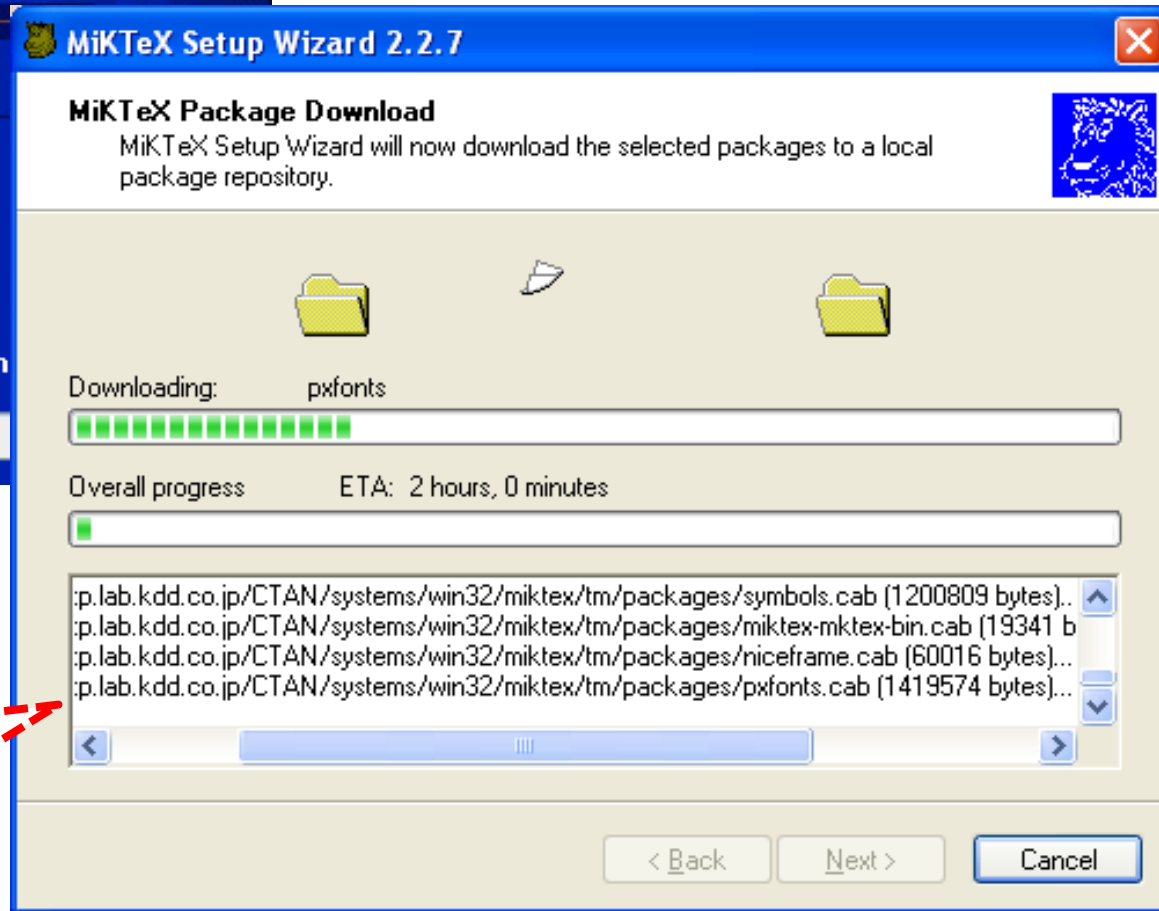 MiKTeX Setup Wizard 2.2.7
MiKTeX Package Download
MiKTeX Setup Wizard will now download the selected packages to a local
package repository.
Downloading: pxfonts
Overall progress ETA: 2 hours, 0 minutes
:p.lab.kdd.co.jp/CTAN/systems/win32/miktex/tm/packages/symbols.cab (1200809 bytes)..
:p.lab.kdd.co.jp/CTAN/systems/win32/miktex/tm/packages/miktex-mktex-bin.cab (19341 b
:p.lab.kdd.co.jp/CTAN/systems/win32/miktex/tm/packages/niceframe.cab (60016 bytes)...
:p.lab.kdd.co.jp/CTAN/systems/win32/miktex/tm/packages/pxfonts.cab (1419574 bytes)...
< Back Next > Cancel